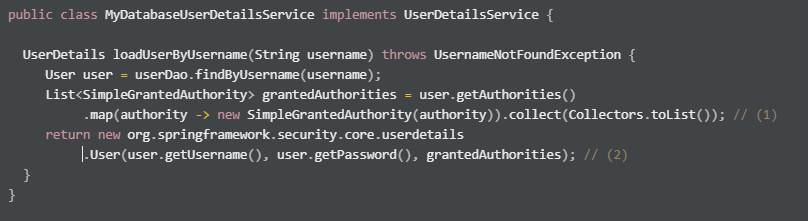 public class MyDatabaseUserDetailsService implements UserDetailsService {
UserDetails loadUserByUsername(String username) throws UsernameNotFoundException {
User user = userDao.findByUsername(username);
List<SimpleGrantedAuthority> grantedAuthorities = user.getAuthorities()
.map(authority -> new SimpleGrantedAuthority(authority)).collect(Collectors.toList()); // (1)
return new org.springframework.security.core.userdetails
.User(user.getUsername(), user.getPassword(), grantedAuthorities); // (2)
}
}